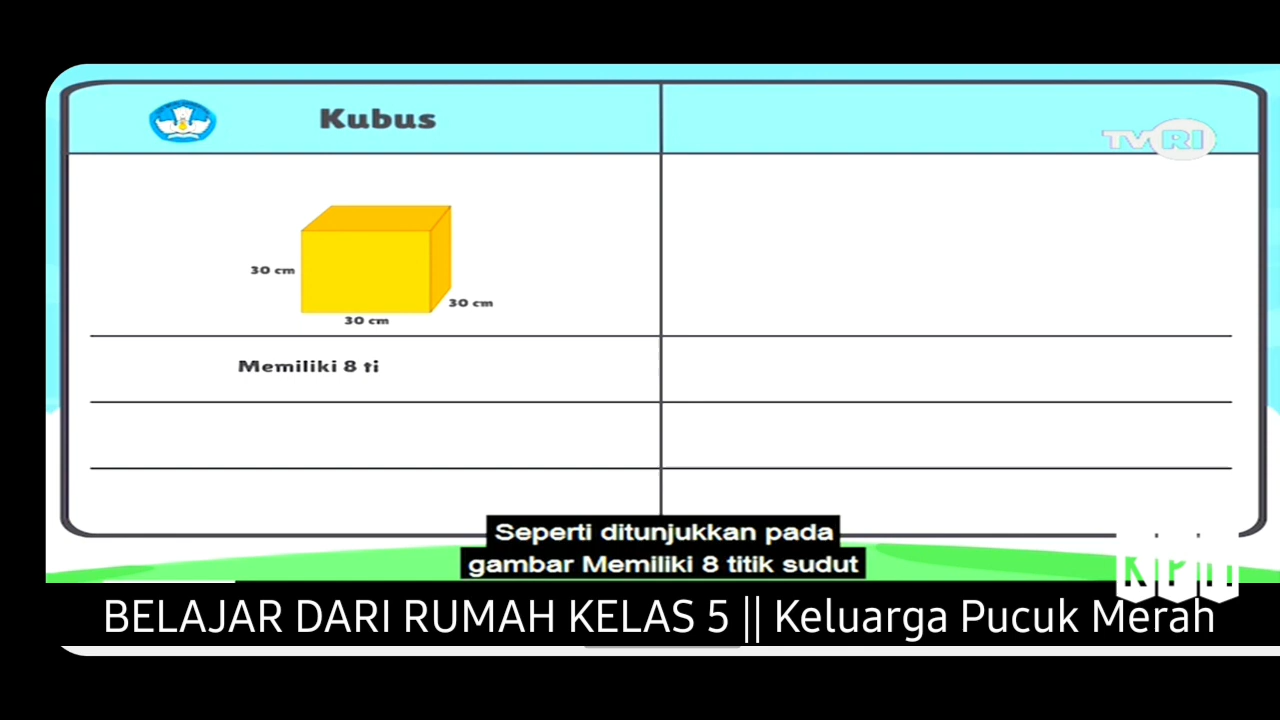 Kubus
TVRI
30 cm
30 cm
30 cm
Memiliki 8 ti
Seperti ditunjukkan pada
gambar Memiliki 8 titik sudut
KPM
BELAJAR DARI RUMAH KELAS 5 || Keluarga Pucuk Merah